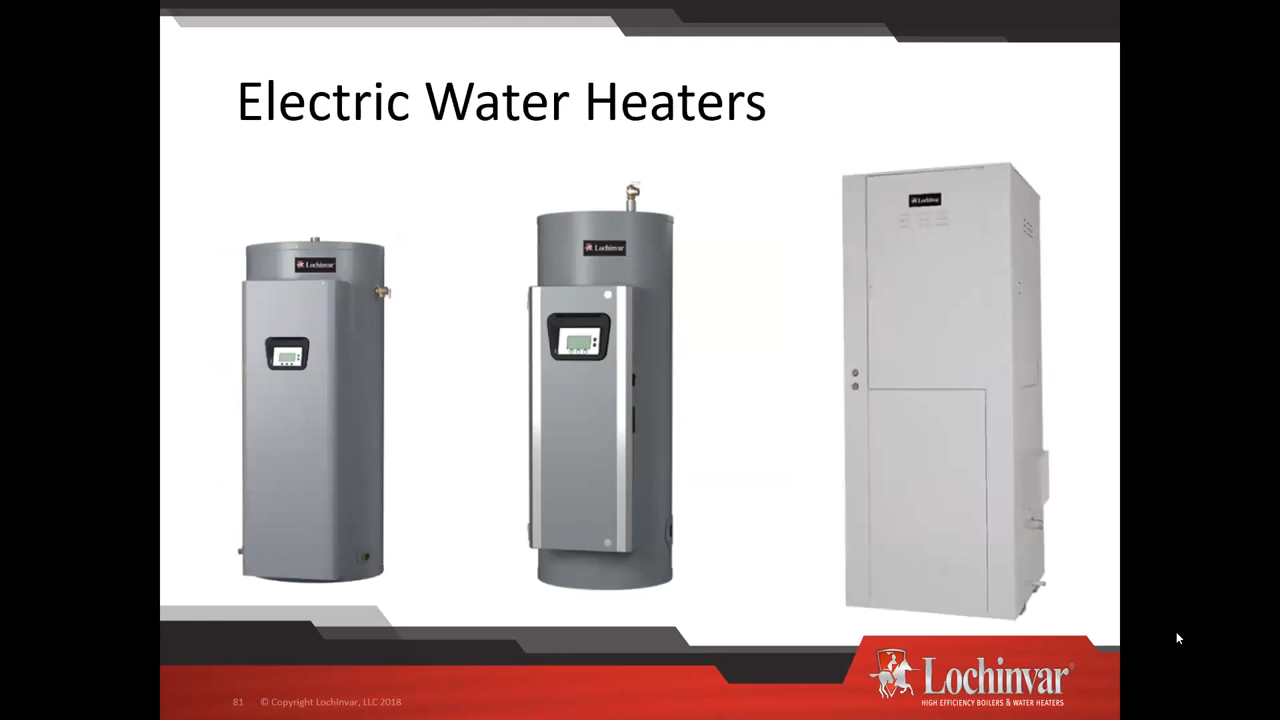 Electric Water Heaters
Lochinvar
Lochinvar
Lochinvar
Lochinvar®
HIGH EFFICIENCY BOILERS & WATER HEATERS
81 © Copyright Lochinvar, LLC 2018